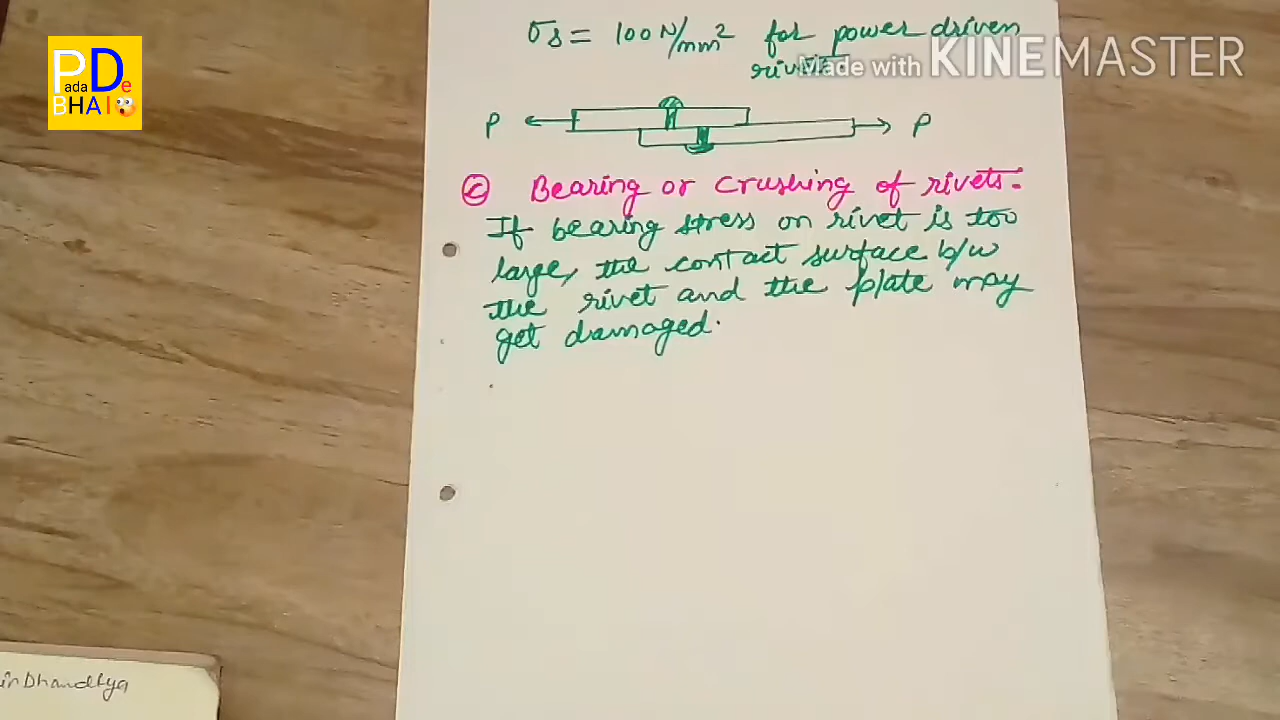 PDe
ada
BHAI
σs = 100 N/mm² for power driven
rivets.
Made with KINEMASTER
P P
(c) Bearing or crushing of rivets:
If bearing stress on rivet is too
large, the contact surface b/w
the rivet and the plate may
get damaged.